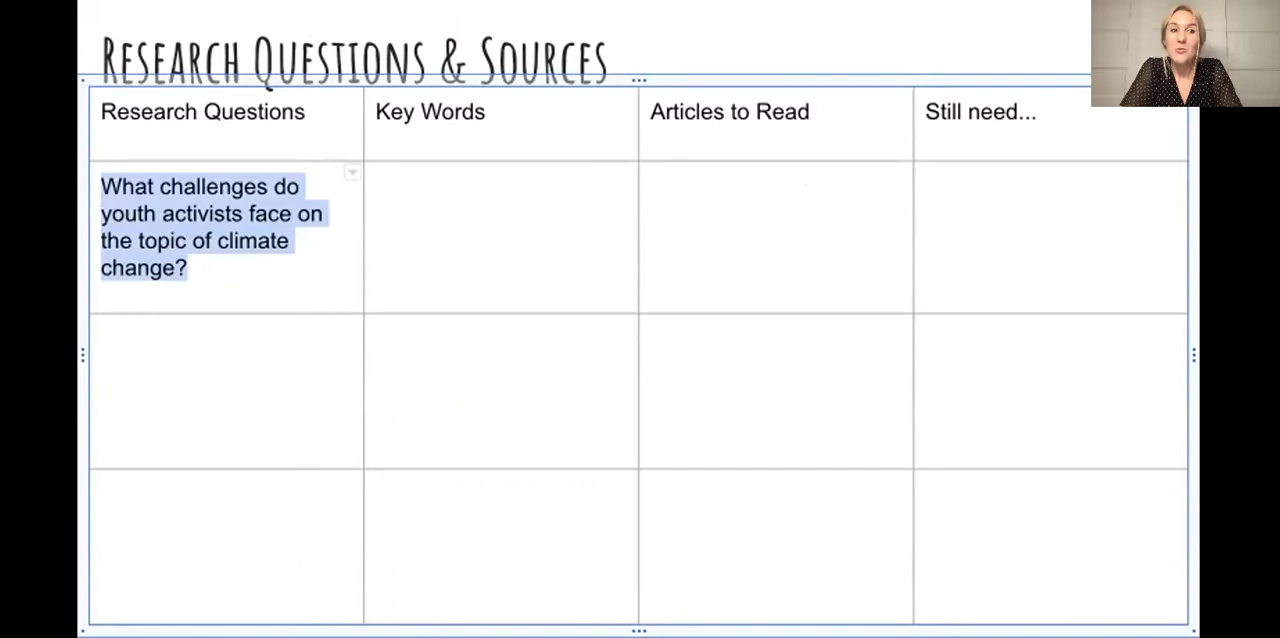 RESEARCH QUESTIONS & SOURCES
Research Questions
Key Words
Articles to Read
Still need...
What challenges do
youth activists face on
the topic of climate
change?